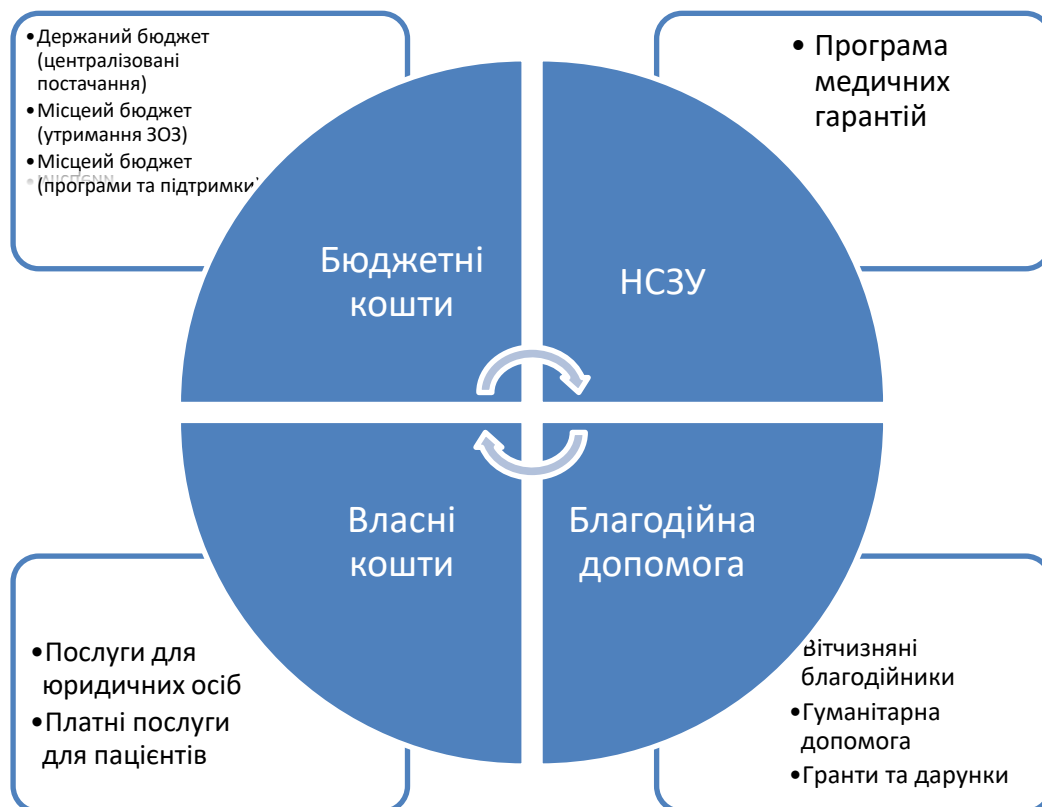 •Держаний бюджет
(централізовані
постачання)
•Місцеий бюджет
(утримання ЗОЗ)
•Місцеий бюджет
(програми та підтримки)
• Програма
медичних
гарантій
Бюджетні
кошти
НСЗУ
Власні
кошти
Благодійна
допомога
•Послуги для
юридичних осіб
•Платні послуги
для пацієнтів
Вітчизняні
благодійники
•Гуманітарна
допомога
•Гранти та дарунки